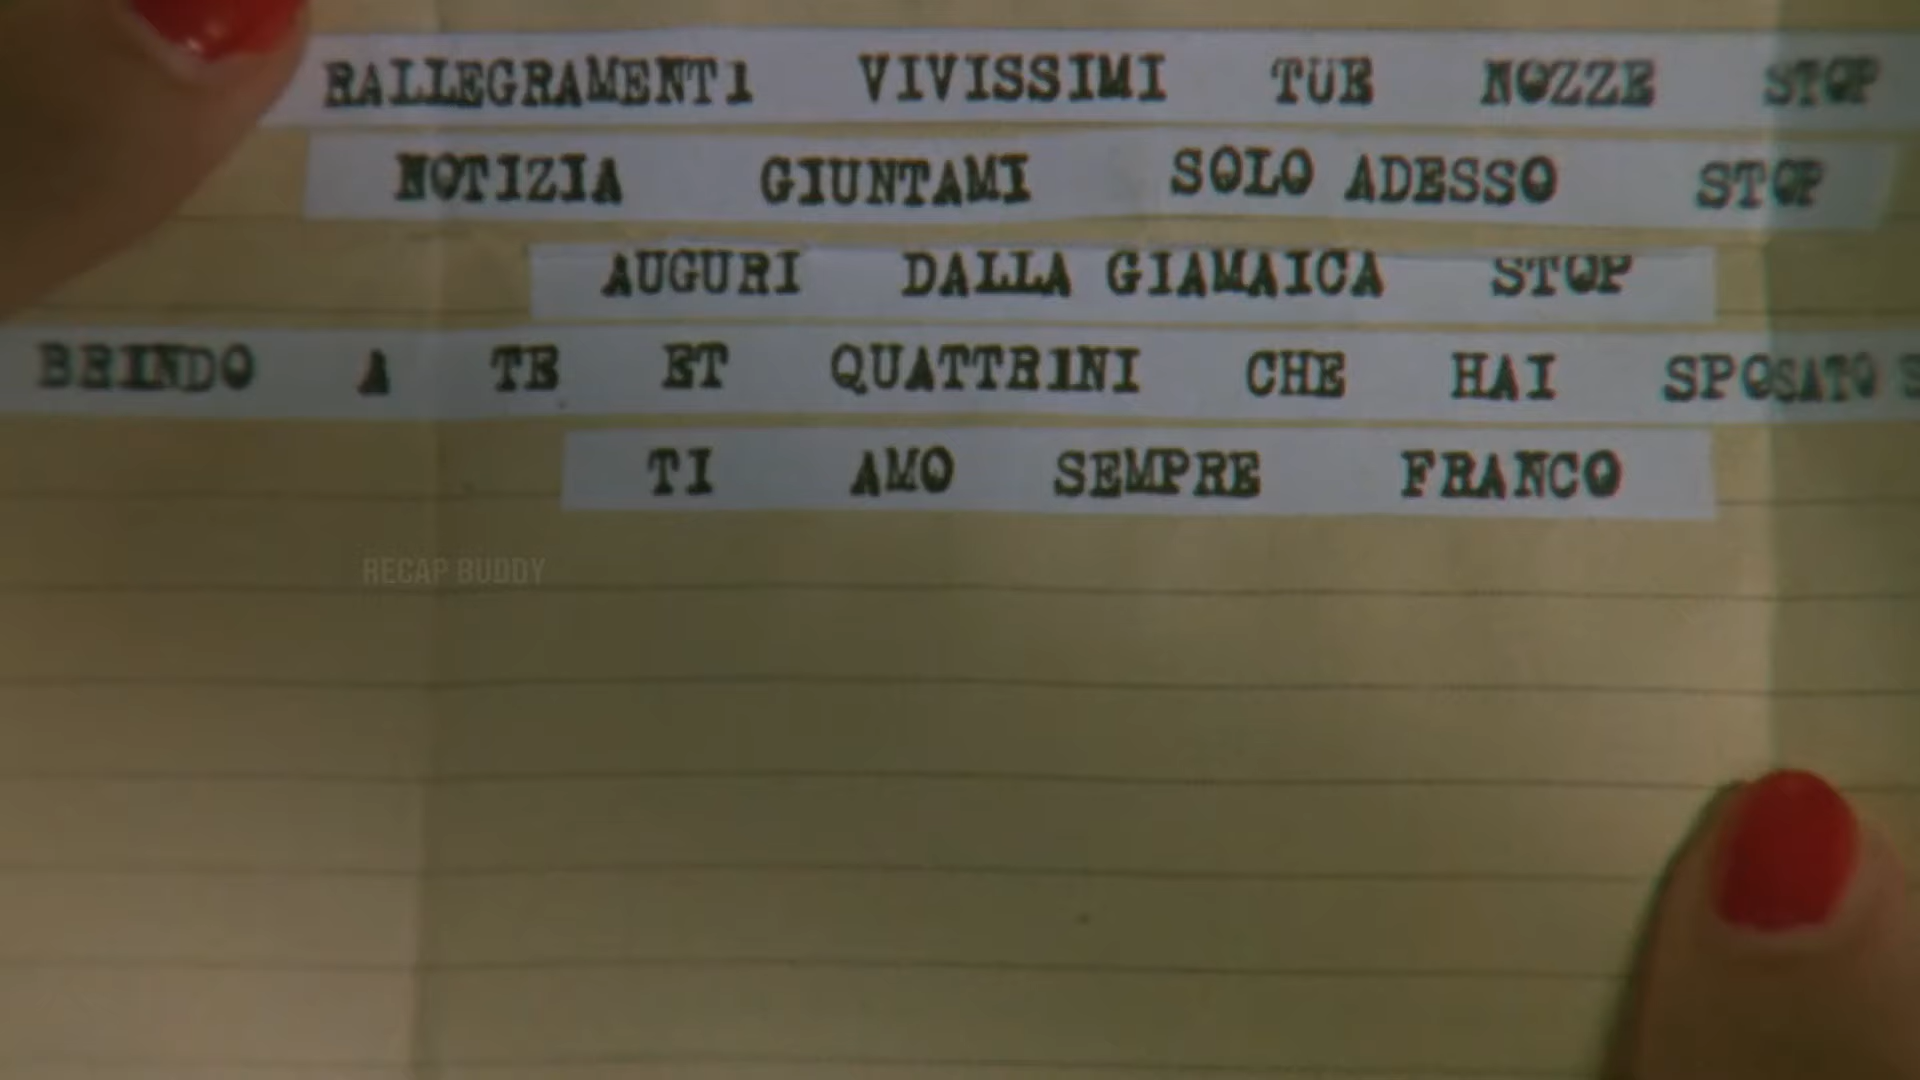 RALLEGRAMENTI VIVISSIMI TUE NOZZE STOP
NOTIZIA GIUNTAMI SOLO ADESSO STOP
AUGURI DALLA GIAMAICA STOP
BRINDO A TE ET QUATTRINI CHE HAI SPOSATO S
TI AMO SEMPRE FRANCO
RECAP BUDDY